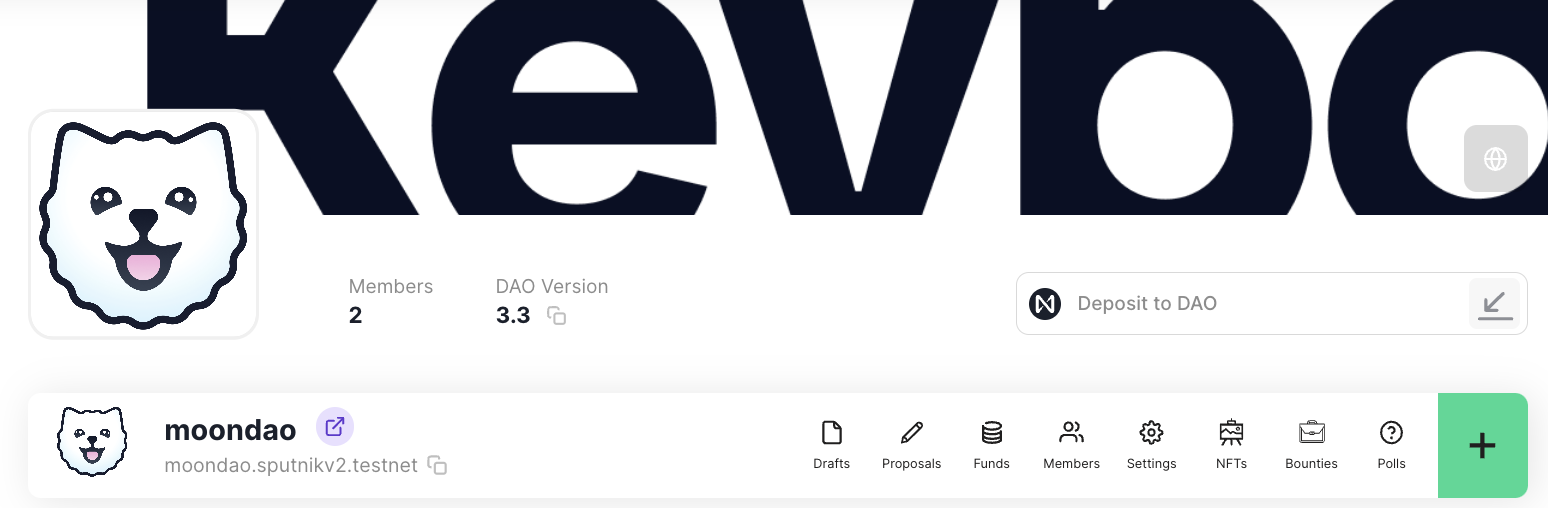 Members
2
DAO Version
3.3
Deposit to DAO
moondao
moondao.sputnikv2.testnet
Drafts
Proposals
Funds
Members
Settings
NFTs
Bounties
Polls